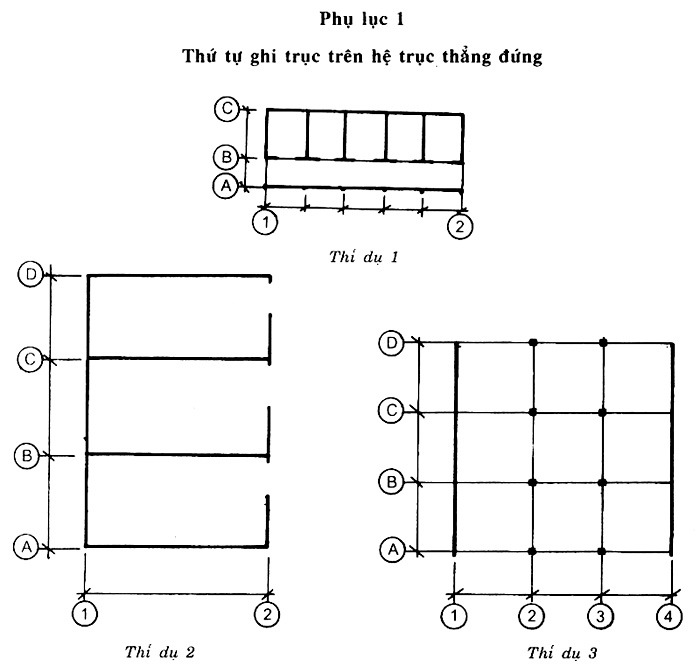 Phụ lục 1
Thứ tự ghi trục trên hệ trục thẳng đứng
C
B
A
1 2
Thí dụ 1
D
C
B
A
1 2
Thí dụ 2
D
C
B
A
1 2 3 4
Thí dụ 3